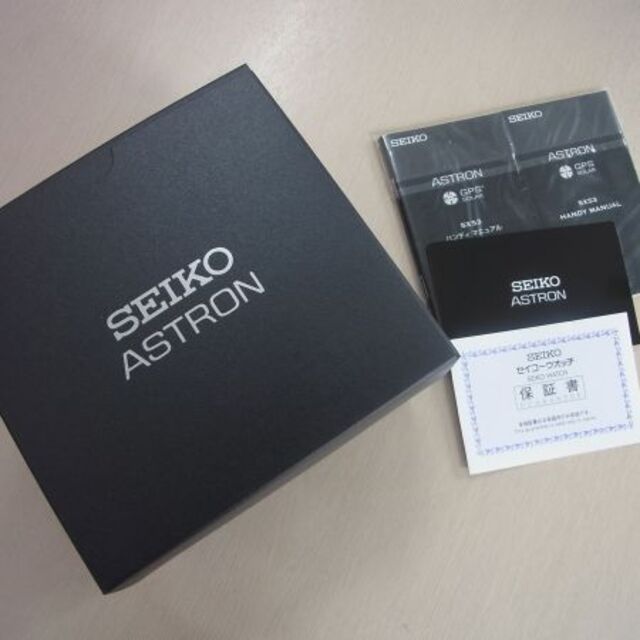 SEIKO
ASTRON
SEIKO
ASTRON
GPS
SOLAR
5X53
ハンディマニュアル
SEIKO
ASTRON
GPS
SOLAR
5X53
HANDY MANUAL
SEIKO
ASTRON
SEIKO
セイコーウオッチ
SEIKO WATCH
保証書